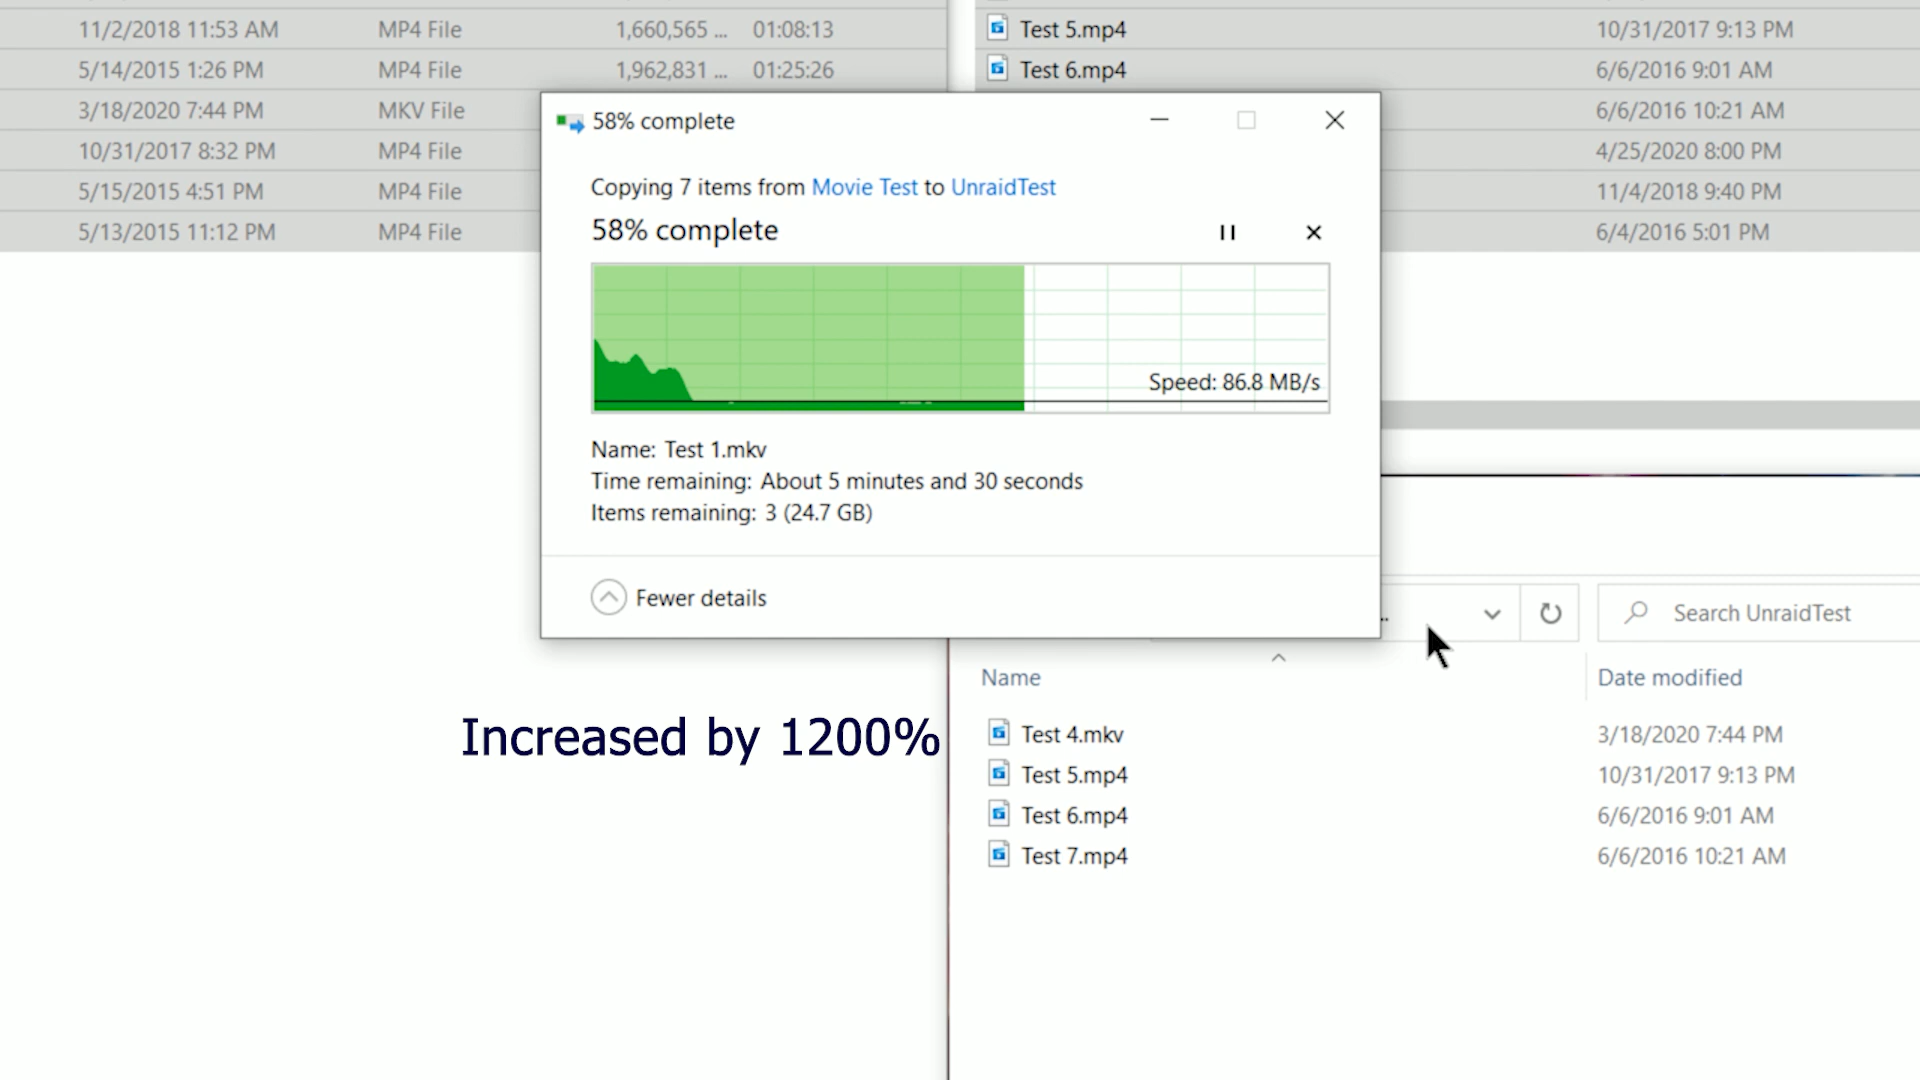 11/2/2018 11:53 AM MP4 File 1,660,565 ... 01:08:13
5/14/2015 1:26 PM MP4 File 1,962,831 ... 01:25:26
3/18/2020 7:44 PM MKV File
10/31/2017 8:32 PM MP4 File
5/15/2015 4:51 PM MP4 File
5/13/2015 11:12 PM MP4 File
Test 5.mp4 10/31/2017 9:13 PM
Test 6.mp4 6/6/2016 9:01 AM
6/6/2016 10:21 AM
4/25/2020 8:00 PM
11/4/2018 9:40 PM
6/4/2016 5:01 PM
58% complete
Copying 7 items from Movie Test to UnraidTest
58% complete
Speed: 86.8 MB/s
Name: Test 1.mkv
Time remaining: About 5 minutes and 30 seconds
Items remaining: 3 (24.7 GB)
Fewer details
Increased by 1200%
Search UnraidTest
Name Date modified
Test 4.mkv 3/18/2020 7:44 PM
Test 5.mp4 10/31/2017 9:13 PM
Test 6.mp4 6/6/2016 9:01 AM
Test 7.mp4 6/6/2016 10:21 AM